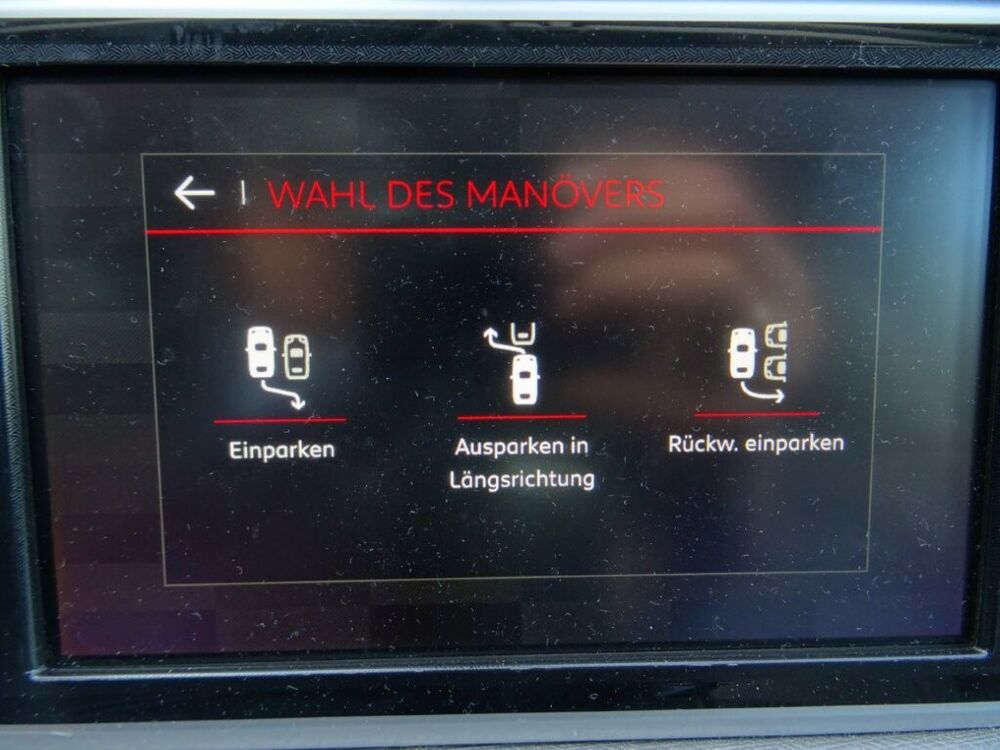 WAHL DES MANÖVERS
Einparken
Ausparken in
Längsrichtung
Rückw. einparken